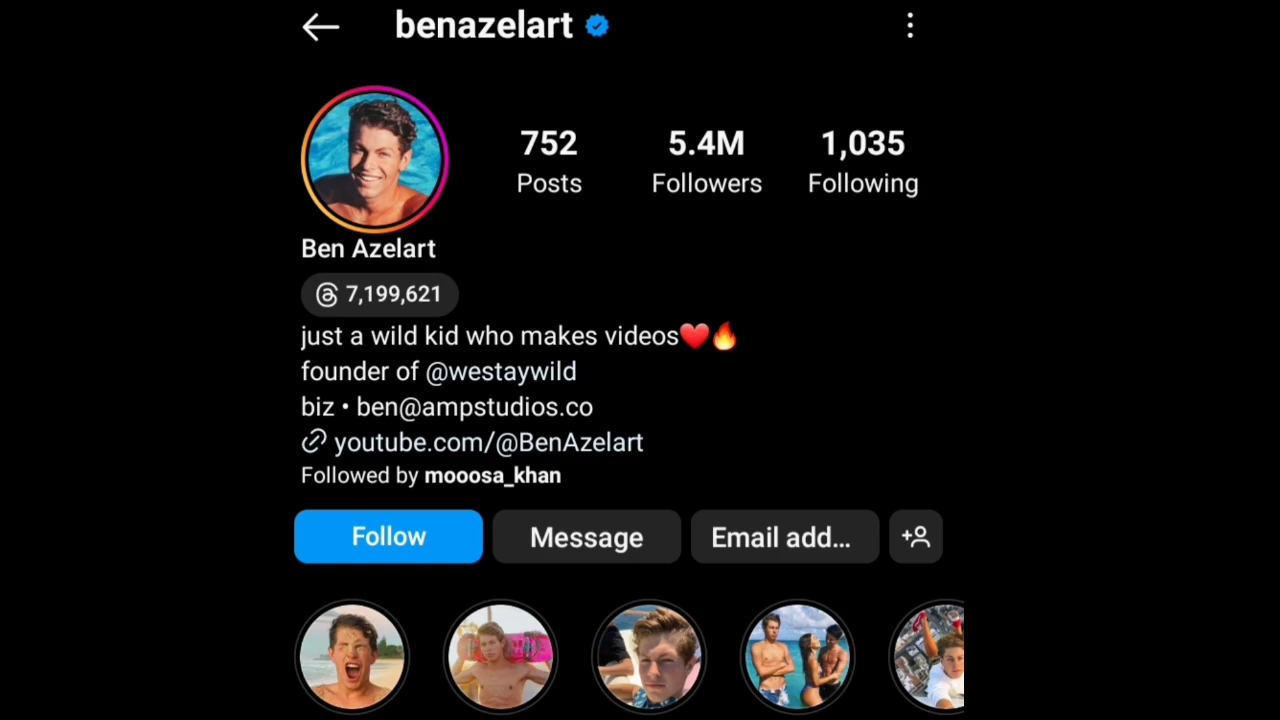 benazelart
752 5.4M 1,035
Posts Followers Following
Ben Azelart
7,199,621
just a wild kid who makes videos❤️🔥
founder of @westaywild
biz • ben@ampstudios.co
youtube.com/@BenAzelart
Followed by mooosa_khan
Follow Message Email add...